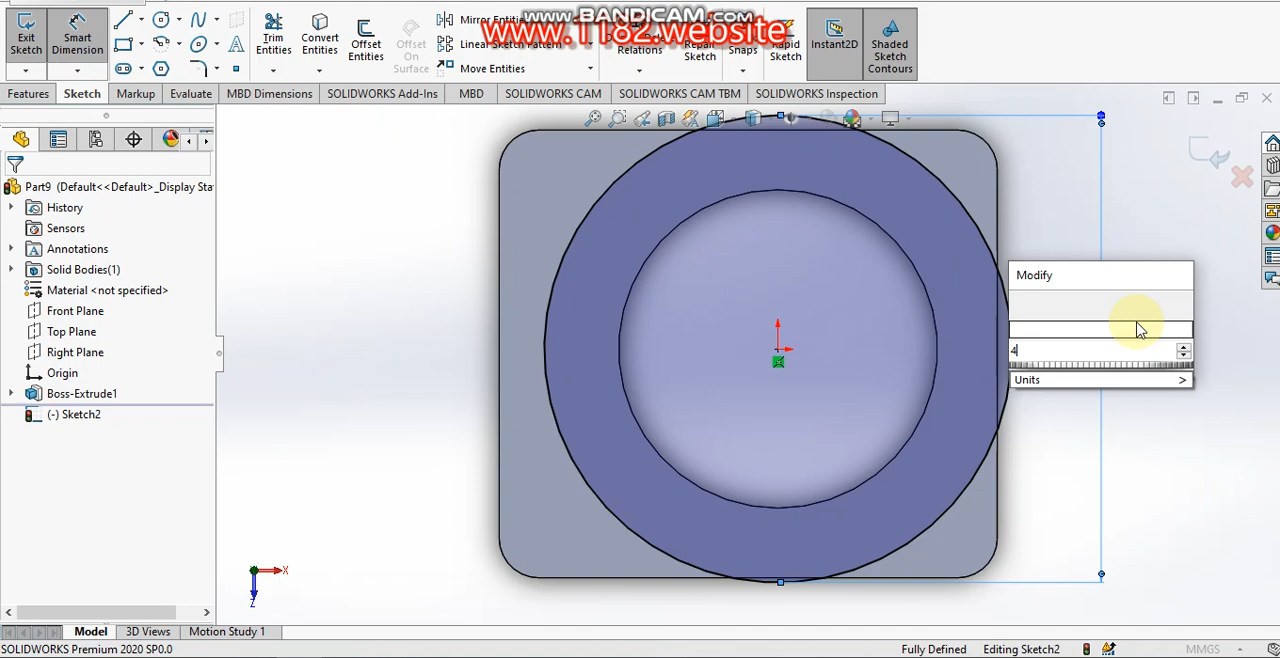 www.BANDICAM.com
www.1182.website
Exit Sketch
Smart Dimension
Trim Entities
Convert Entities
Offset Entities
Offset On Surface
Mirror Entities
Linear Sketch Pattern
Move Entities
Relations
Repair Sketch
Snaps
Rapid Sketch
Instant2D
Shaded Sketch Contours
Features
Sketch
Markup
Evaluate
MBD Dimensions
SOLIDWORKS Add-Ins
MBD
SOLIDWORKS CAM
SOLIDWORKS CAM TBM
SOLIDWORKS Inspection
Part9 (Default<<Default>_Display Sta
History
Sensors
Annotations
Solid Bodies(1)
Material <not specified>
Front Plane
Top Plane
Right Plane
Origin
Boss-Extrude1
(-) Sketch2
Modify
4
Units >
X
Z
Model
3D Views
Motion Study 1
SOLIDWORKS Premium 2020 SP0.0
Fully Defined
Editing Sketch2
MMGS